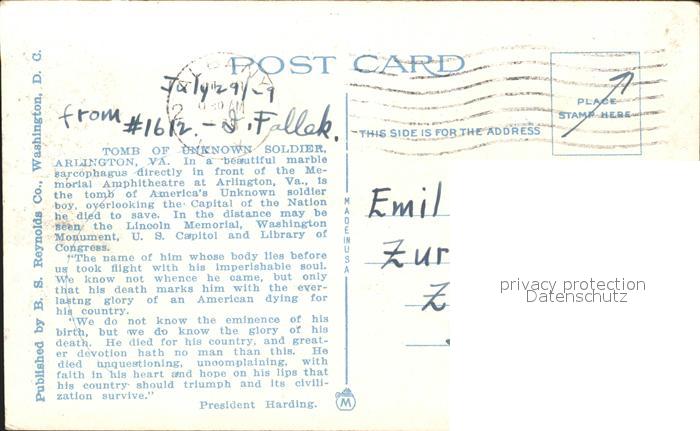 POST CARD
ALBANY
July 29/-9
from #1612.- J. Fallek.
PLACE
STAMP HERE
THIS SIDE IS FOR THE ADDRESS
TOMB OF UNKNOWN SOLDIER,
ARLINGTON, VA. In a beautiful marble
sarcophagus directly in front of the Me-
morial Amphitheatre at Arlington, Va., is
the tomb of America's Unknown soldier
boy, overlooking the Capital of the Nation
he died to save. In the distance may be
seen the Lincoln Memorial, Washington
Monument, U. S. Capitol and Library of
Congress.
"The name of him whose body lies before
us took flight with his imperishable soul.
We know not whence he came, but only
that his death marks him with the ever-
lastng glory of an American dying for
his country.
"We do not know the eminence of his
birth, but we do know the glory of his
death. He died for his country, and great-
er devotion hath no man than this. He
died unquestioning, uncomplaining, with
faith in his heart and hope on his lips that
his country should triumph and its civili-
zation survive."
President Harding.
Published by B. S. Reynolds Co., Washington, D. C.
MADE IN USA
M
Emil
Zur
Z
privacy protection
Datenschutz